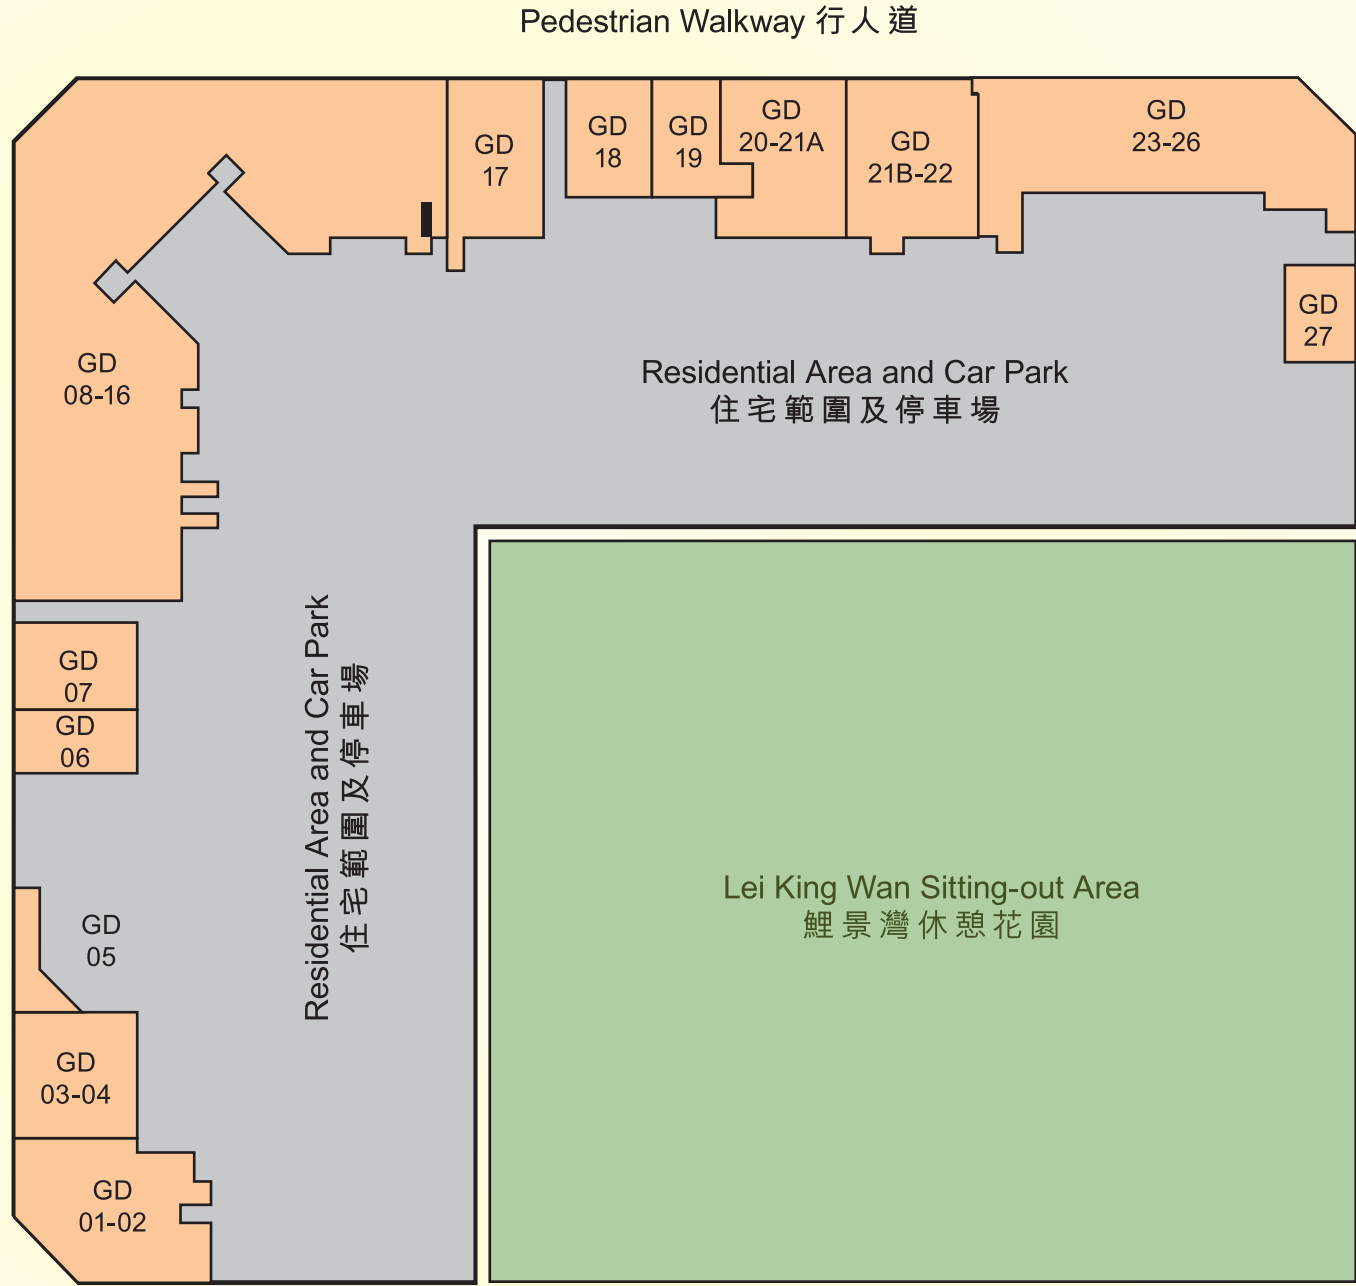 Pedestrian Walkway 行人道
GD
17
GD
18
GD
19
GD
20-21A
GD
21B-22
GD
23-26
GD
27
GD
08-16
Residential Area and Car Park
住宅範圍及停車場
GD
07
GD
06
Residential Area and Car Park
住宅範圍及停車場
GD
05
Lei King Wan Sitting-out Area
鯉景灣休憩花園
GD
03-04
GD
01-02